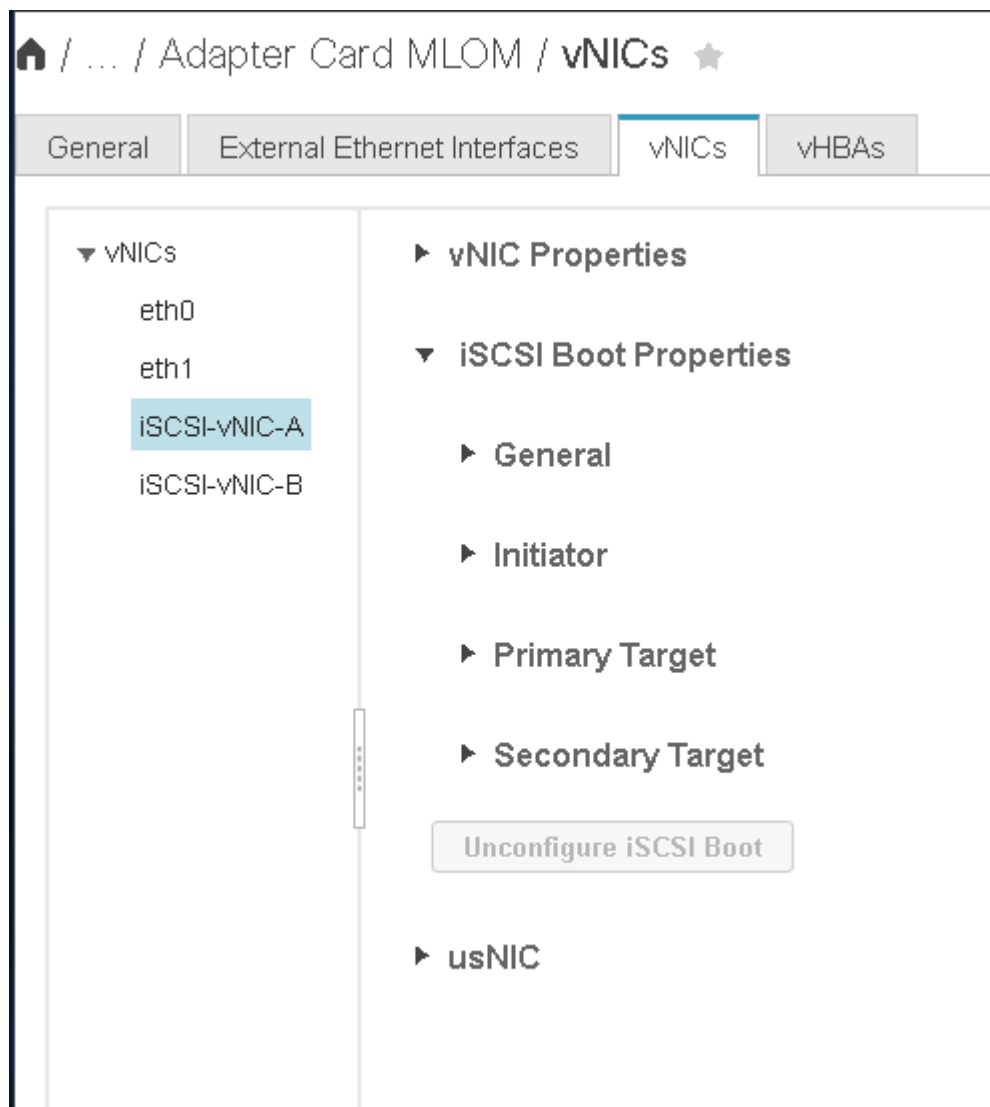 / ... / Adapter Card MLOM / vNICs
General External Ethernet Interfaces vNICs vHBAs
vNICs
eth0
eth1
iSCSI-vNIC-A
iSCSI-vNIC-B
vNIC Properties
iSCSI Boot Properties
General
Initiator
Primary Target
Secondary Target
Unconfigure iSCSI Boot
usNIC